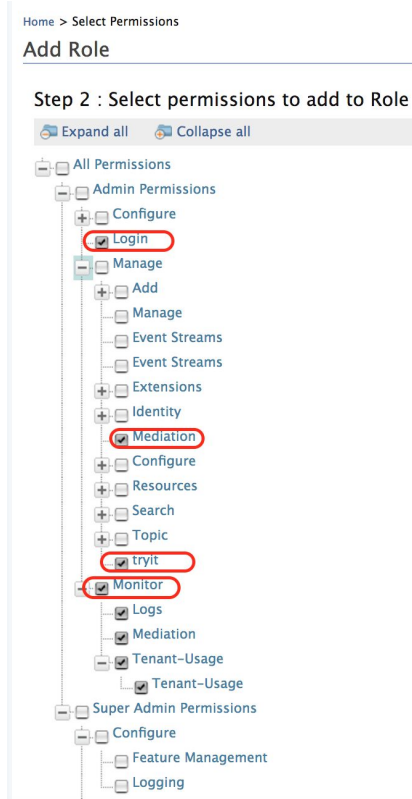 Home > Select Permissions
Add Role
Step 2 : Select permissions to add to Role
Expand all Collapse all
All Permissions
Admin Permissions
Configure
Login
Manage
Add
Manage
Event Streams
Event Streams
Extensions
Identity
Mediation
Configure
Resources
Search
Topic
tryit
Monitor
Logs
Mediation
Tenant-Usage
Tenant-Usage
Super Admin Permissions
Configure
Feature Management
Logging